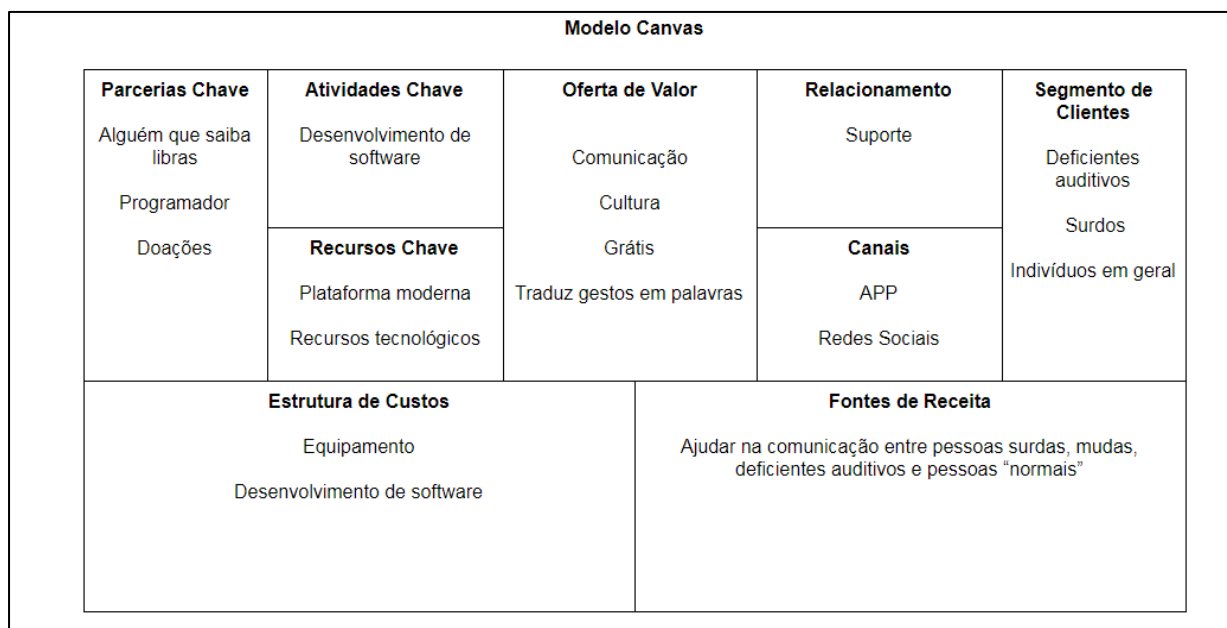 Modelo Canvas
Parcerias Chave
Alguém que saiba
libras
Programador
Doações
Atividades Chave
Desenvolvimento de
software
Recursos Chave
Plataforma moderna
Recursos tecnológicos
Oferta de Valor
Comunicação
Cultura
Grátis
Traduz gestos em palavras
Relacionamento
Suporte
Canais
APP
Redes Sociais
Segmento de
Clientes
Deficientes
auditivos
Surdos
Indivíduos em geral
Estrutura de Custos
Equipamento
Desenvolvimento de software
Fontes de Receita
Ajudar na comunicação entre pessoas surdas, mudas,
deficientes auditivos e pessoas “normais”